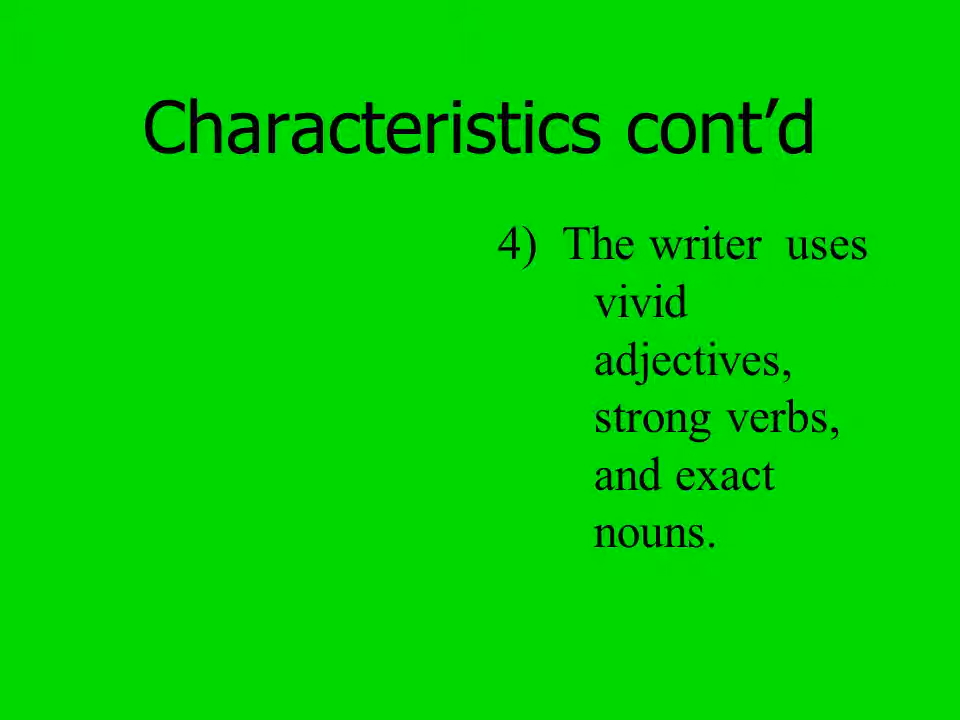 Characteristics cont’d
4)  The writer  uses
vivid
adjectives,
strong verbs,
and exact
nouns.